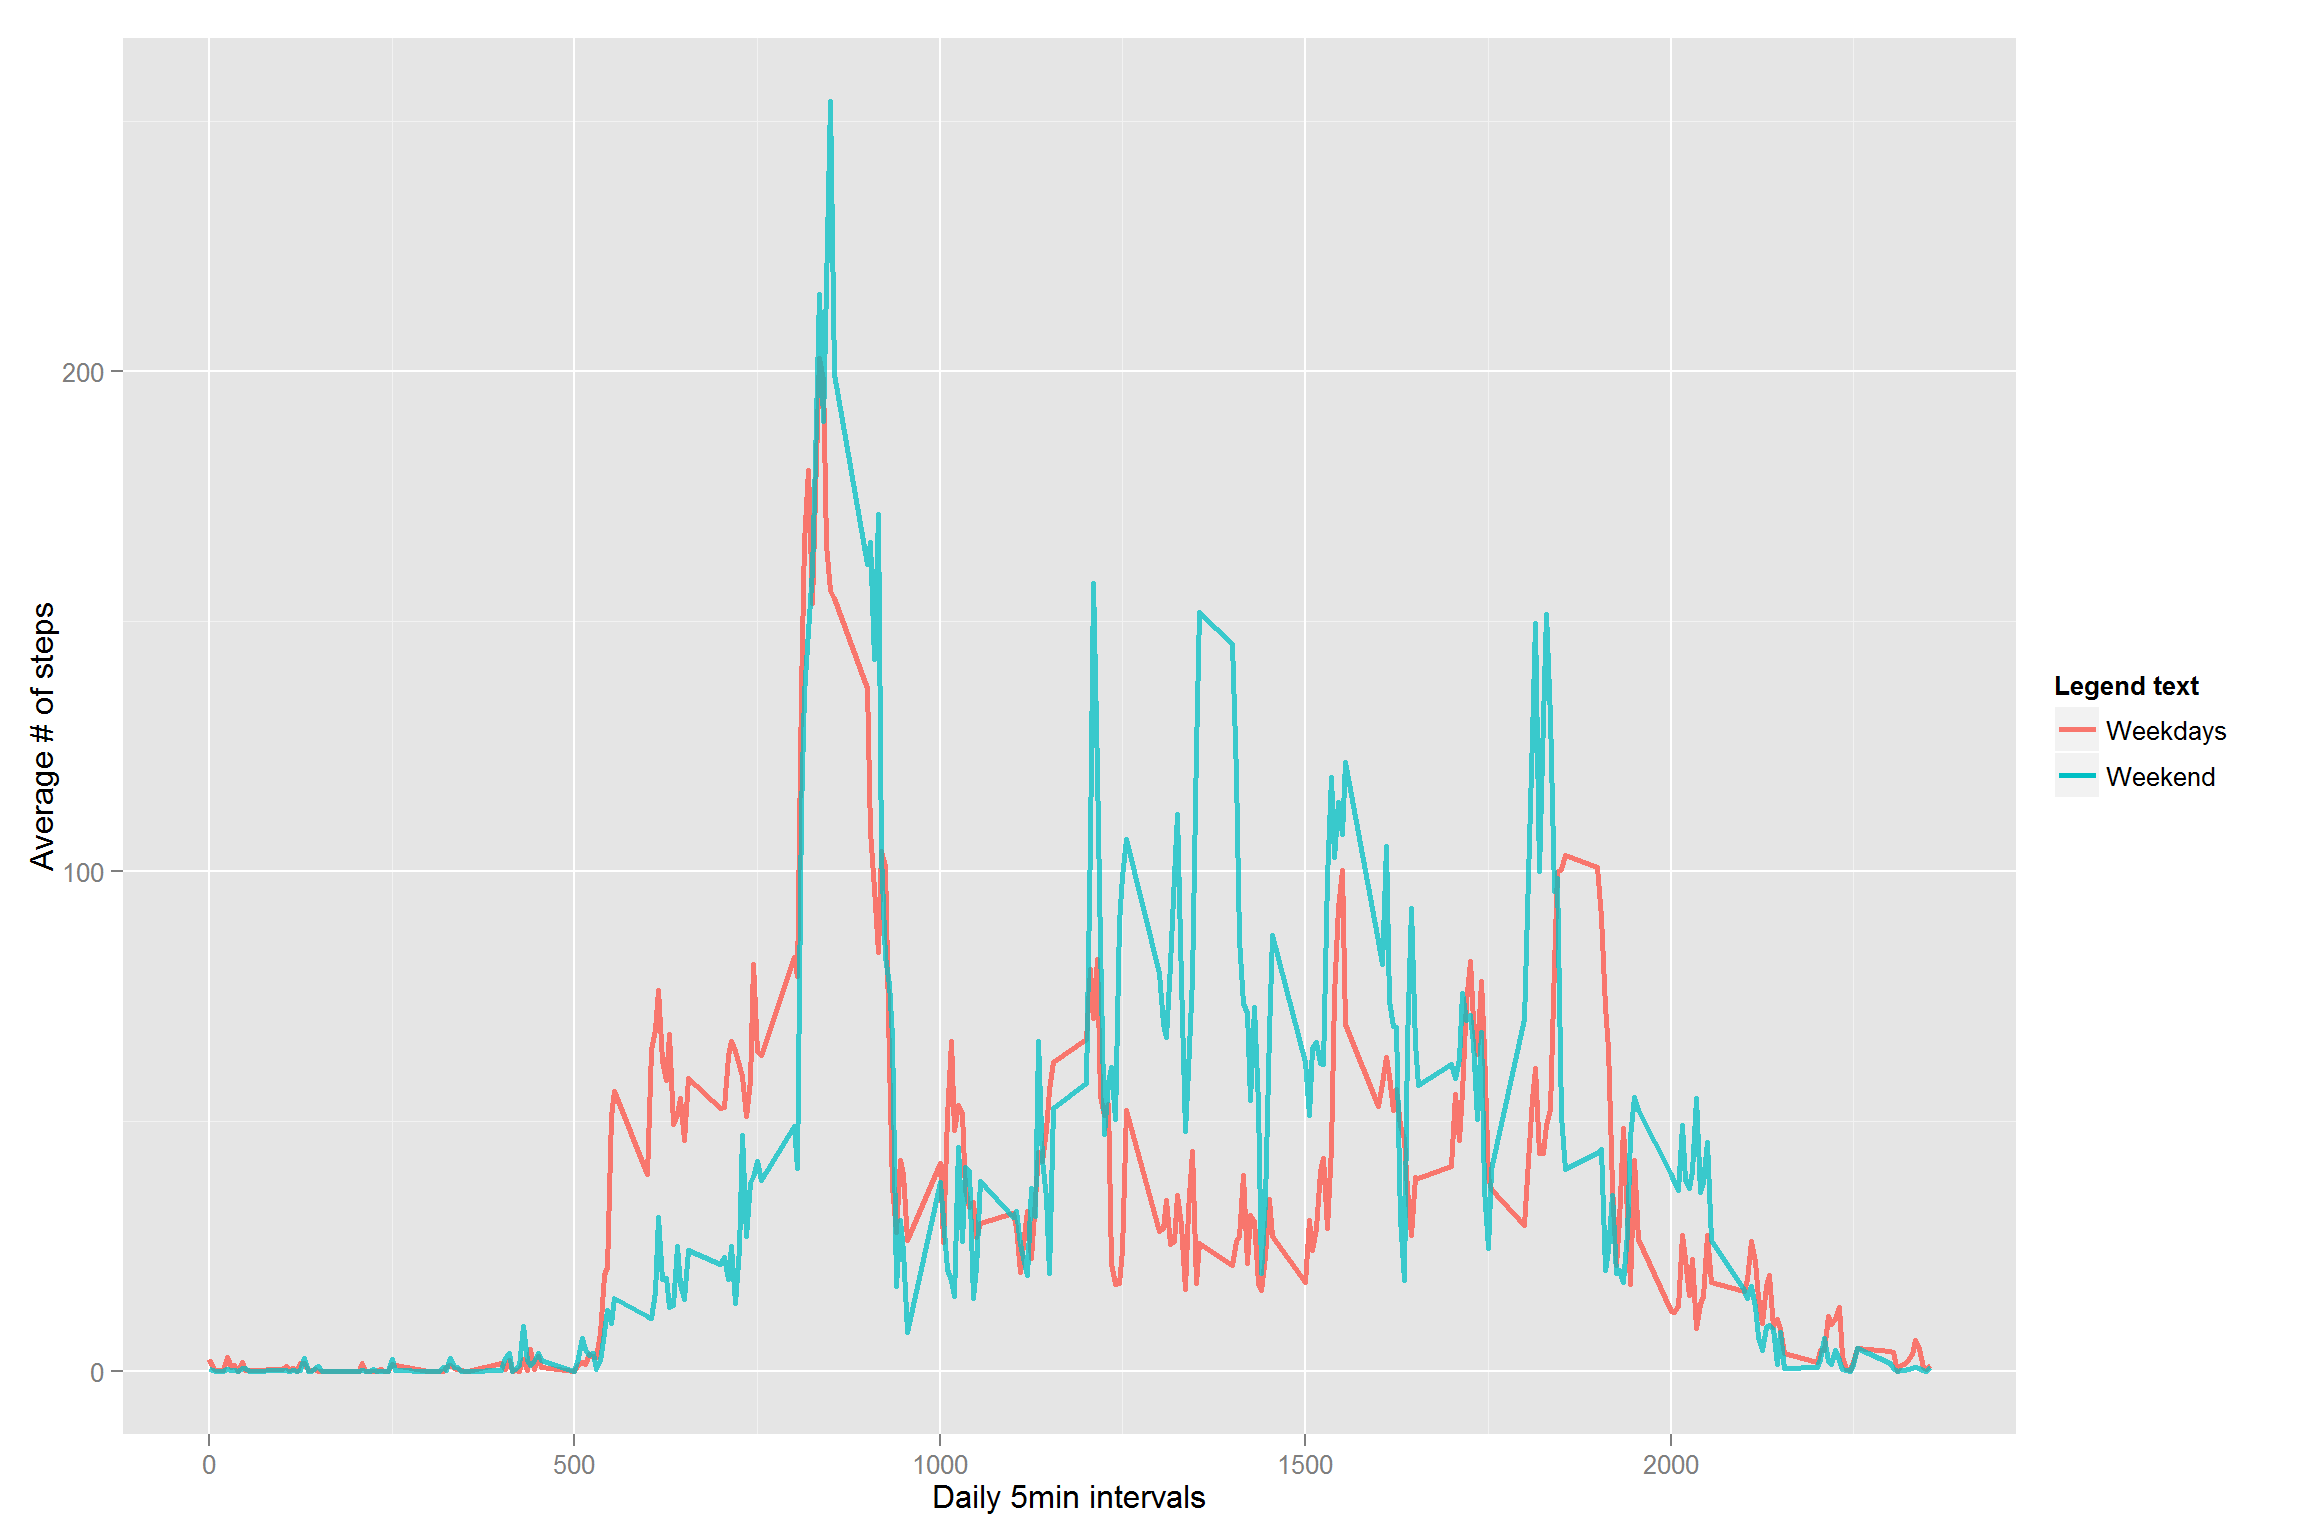 200
100
0
Average # of steps
0 500 1000 1500 2000
Daily 5min intervals
Legend text
Weekdays
Weekend